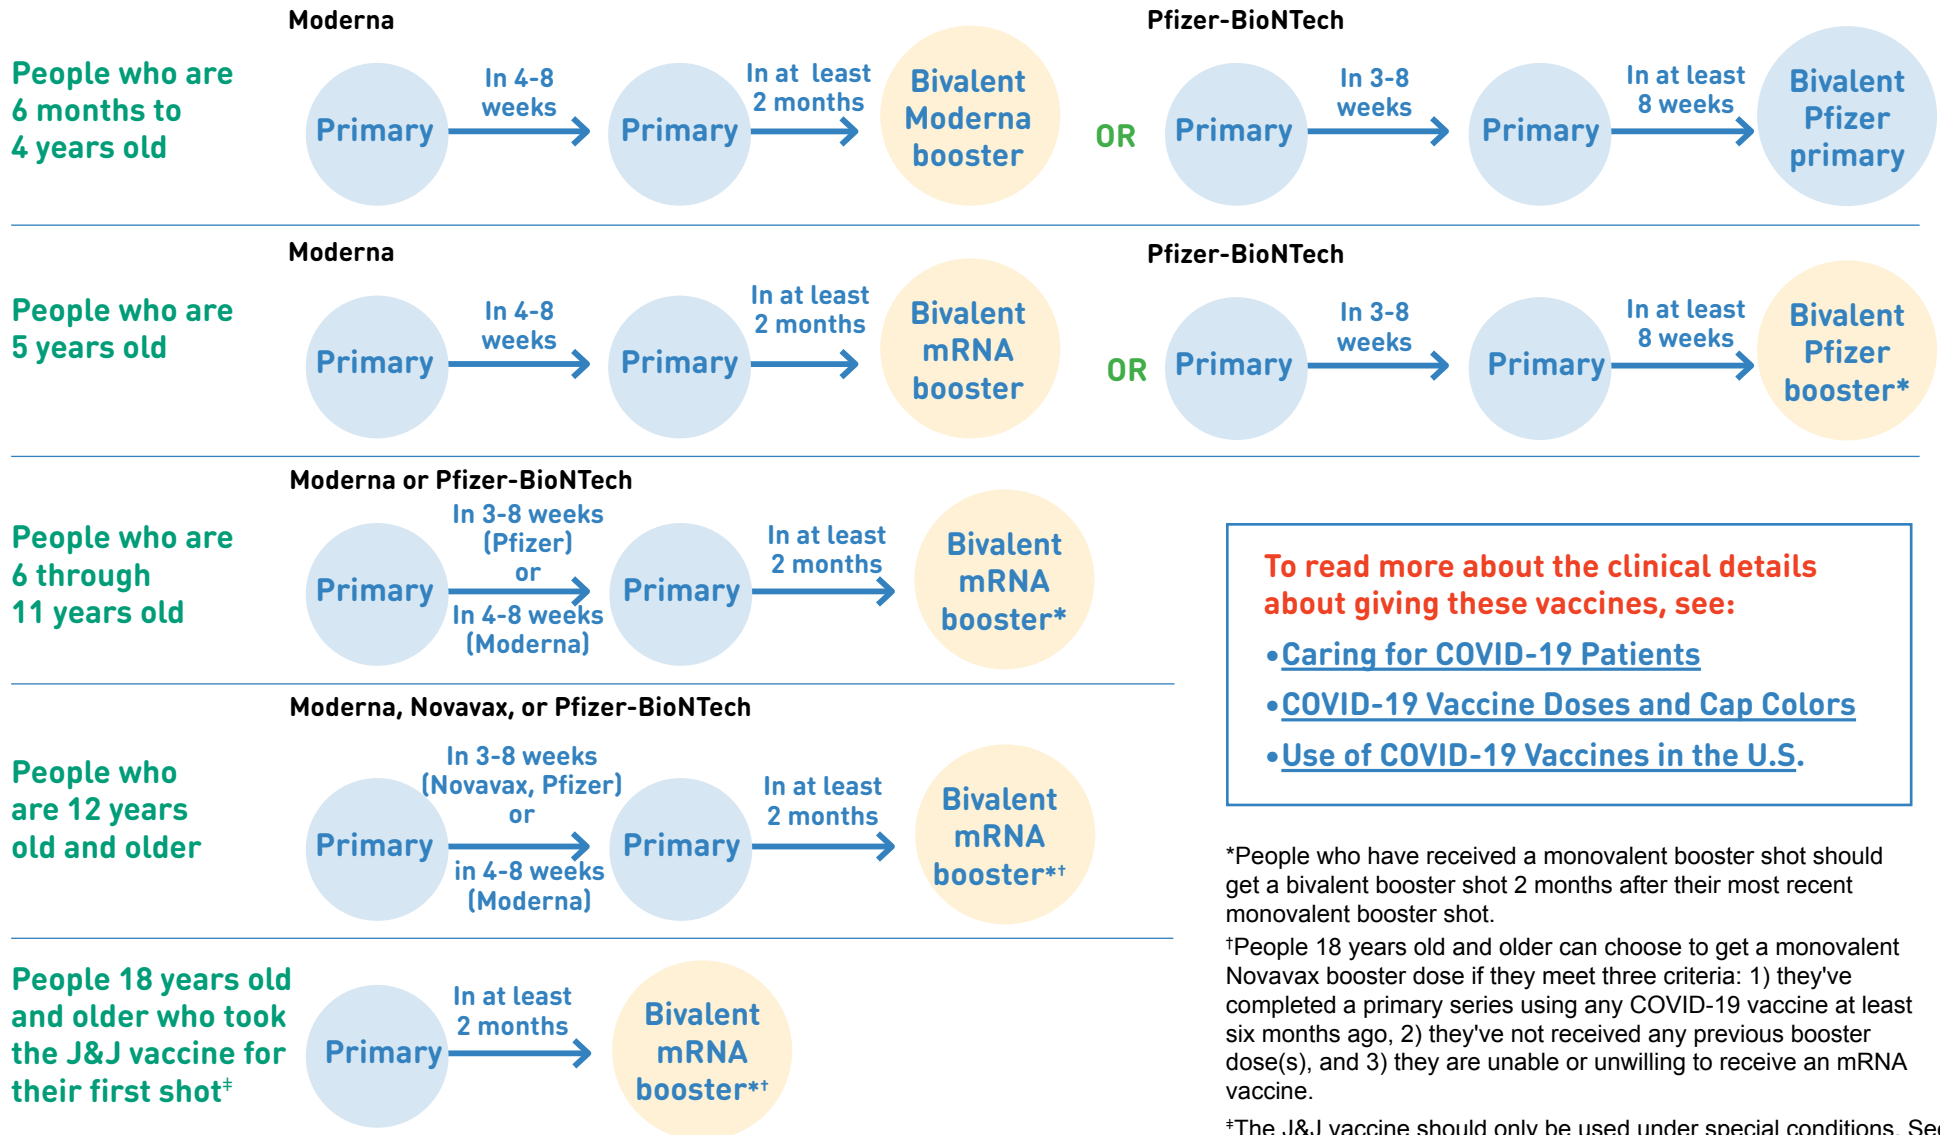 Moderna
Pfizer-BioNTech
People who are
6 months to
4 years old
Primary
In 4-8
weeks
Primary
In at least
2 months
Bivalent
Moderna
booster
OR
Primary
In 3-8
weeks
Primary
In at least
8 weeks
Bivalent
Pfizer
primary
Moderna
Pfizer-BioNTech
People who are
5 years old
Primary
In 4-8
weeks
Primary
In at least
2 months
Bivalent
mRNA
booster
OR
Primary
In 3-8
weeks
Primary
In at least
8 weeks
Bivalent
Pfizer
booster*
Moderna or Pfizer-BioNTech
People who are
6 through
11 years old
Primary
In 3-8 weeks
(Pfizer)
or
In 4-8 weeks
(Moderna)
Primary
In at least
2 months
Bivalent
mRNA
booster*
Moderna, Novavax, or Pfizer-BioNTech
People who
are 12 years
old and older
Primary
In 3-8 weeks
(Novavax, Pfizer)
or
in 4-8 weeks
(Moderna)
Primary
In at least
2 months
Bivalent
mRNA
booster*†
People 18 years old
and older who took
the J&J vaccine for
their first shot‡
Primary
In at least
2 months
Bivalent
mRNA
booster*†
To read more about the clinical details
about giving these vaccines, see:
•Caring for COVID-19 Patients
•COVID-19 Vaccine Doses and Cap Colors
•Use of COVID-19 Vaccines in the U.S.
*People who have received a monovalent booster shot should
get a bivalent booster shot 2 months after their most recent
monovalent booster shot.
†People 18 years old and older can choose to get a monovalent
Novavax booster dose if they meet three criteria: 1) they've
completed a primary series using any COVID-19 vaccine at least
six months ago, 2) they've not received any previous booster
dose(s), and 3) they are unable or unwilling to receive an mRNA
vaccine.
‡The J&J vaccine should only be used under special conditions. See